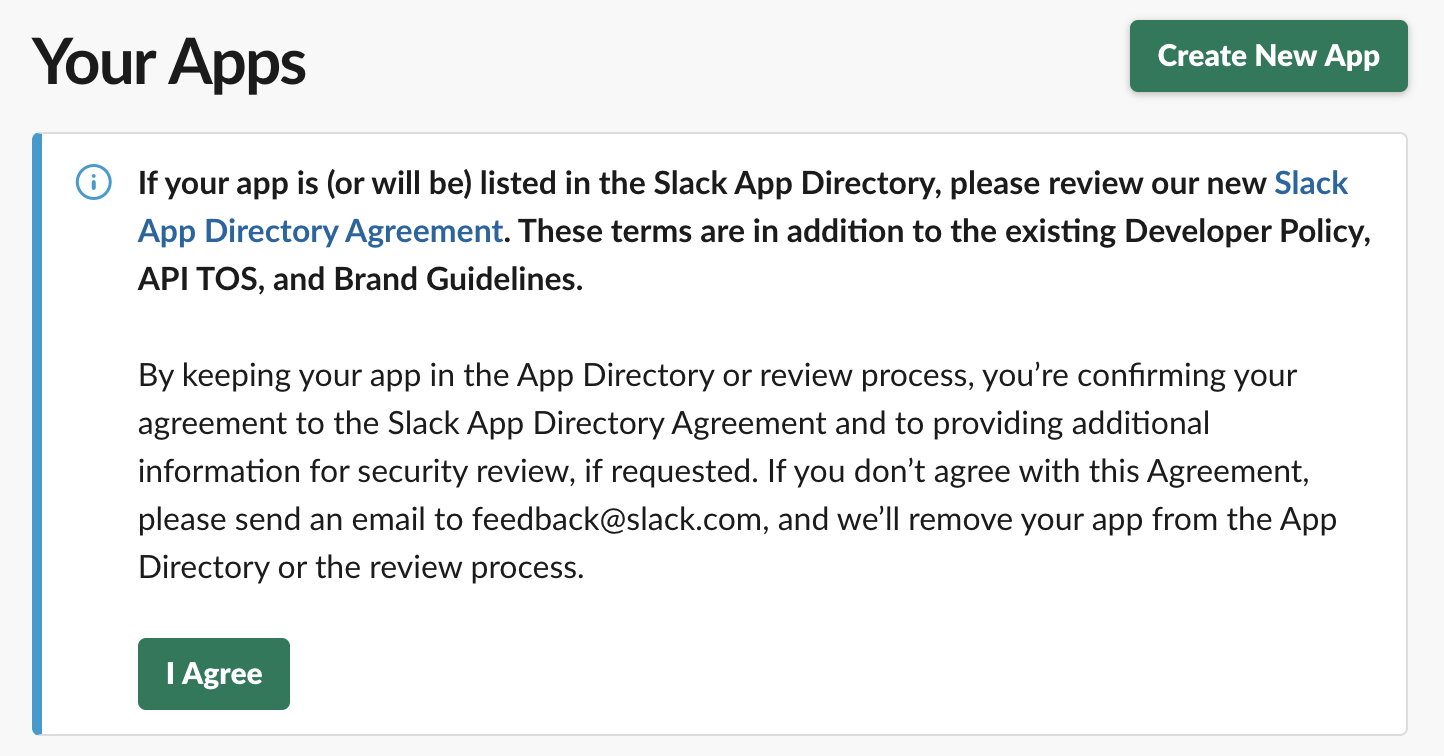 Your Apps
Create New App
If your app is (or will be) listed in the Slack App Directory, please review our new Slack
App Directory Agreement. These terms are in addition to the existing Developer Policy,
API TOS, and Brand Guidelines.
By keeping your app in the App Directory or review process, you’re confirming your
agreement to the Slack App Directory Agreement and to providing additional
information for security review, if requested. If you don’t agree with this Agreement,
please send an email to feedback@slack.com, and we’ll remove your app from the App
Directory or the review process.
I Agree